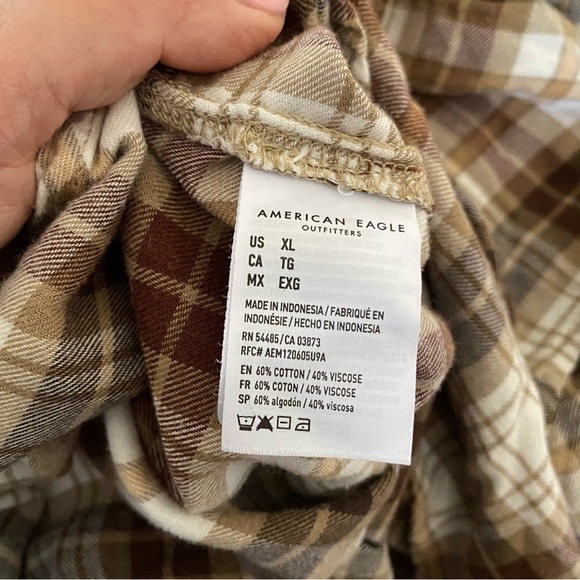 AMERICAN EAGLE
OUTFITTERS
US XL
CA TG
MX EXG
MADE IN INDONESIA / FABRIQUÉ EN
INDONÉSIE / HECHO EN INDONESIA
RN 54485/CA 03873
RFC# AEM120605U9A
EN 60% COTTON / 40% VISCOSE
FR 60% COTON / 40% VISCOSE
SP 60% algodón / 40% viscosa